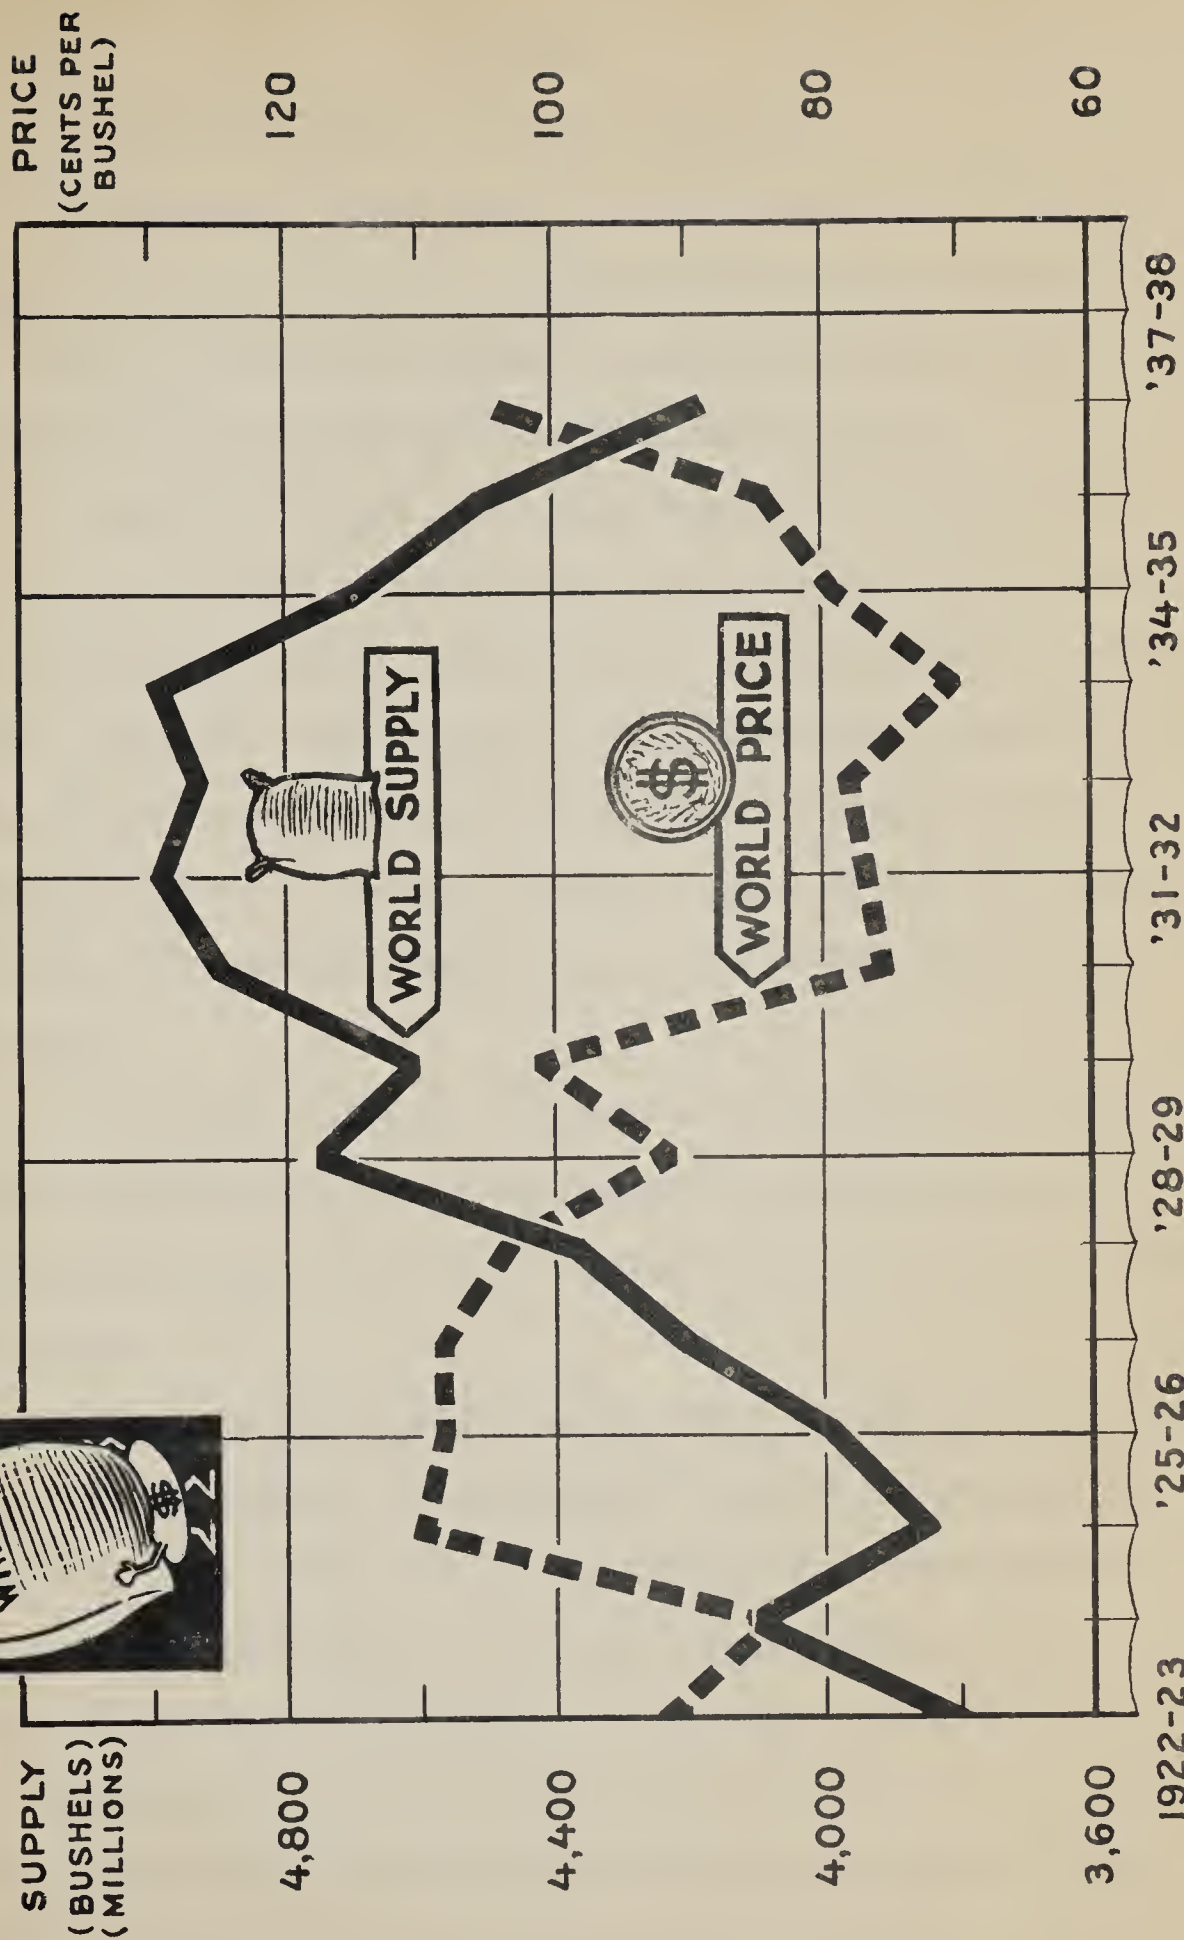 SUPPLY
(BUSHELS)
(MILLIONS)
PRICE
(CENTS PER
BUSHEL)
4,800
4,400
4,000
3,600
120
100
80
60
WORLD SUPPLY
$
WORLD PRICE
$
1922-23
'25-26
'28-29
'31-32
'34-35
'37-38